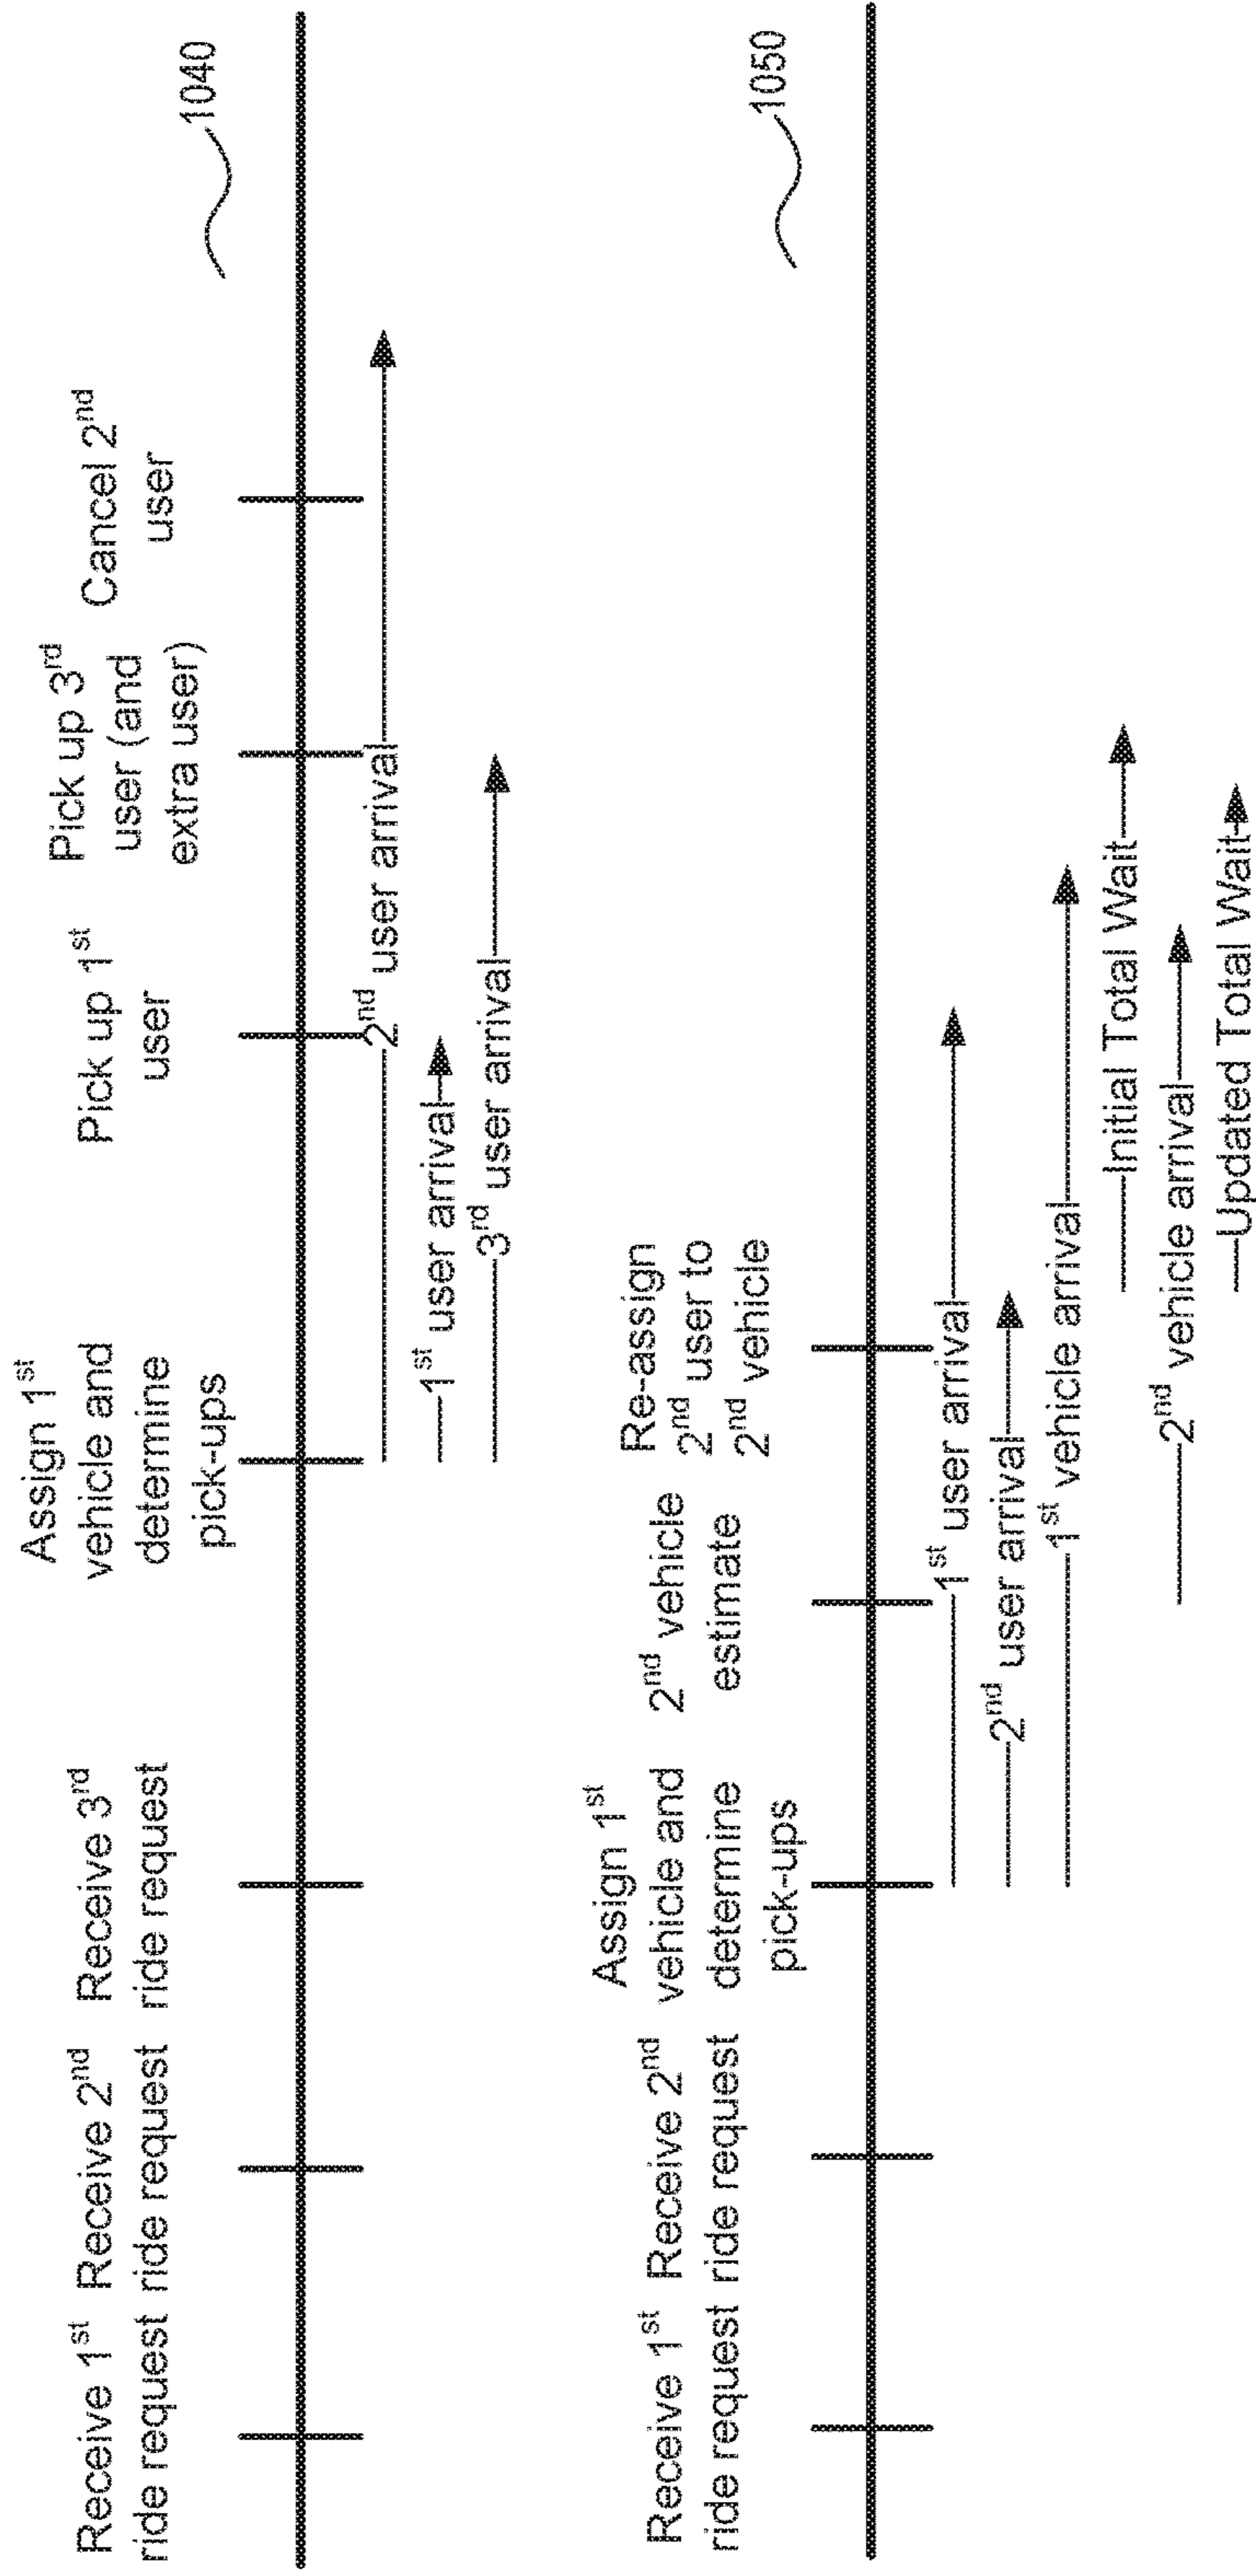 Receive 1st
ride request
Receive 2nd
ride request
Receive 3rd
ride request
Assign 1st
vehicle and
determine
pick-ups
Pick up 1st
user
Pick up 3rd
user (and
extra user)
Cancel 2nd
user
1040
2nd user arrival
1st user arrival
3rd user arrival
Receive 1st
ride request
Receive 2nd
ride request
Assign 1st
vehicle and
determine
pick-ups
2nd vehicle
estimate
Re-assign
2nd user to
2nd vehicle
1050
1st user arrival
2nd user arrival
1st vehicle arrival
Initial Total Wait
2nd vehicle arrival
Updated Total Wait